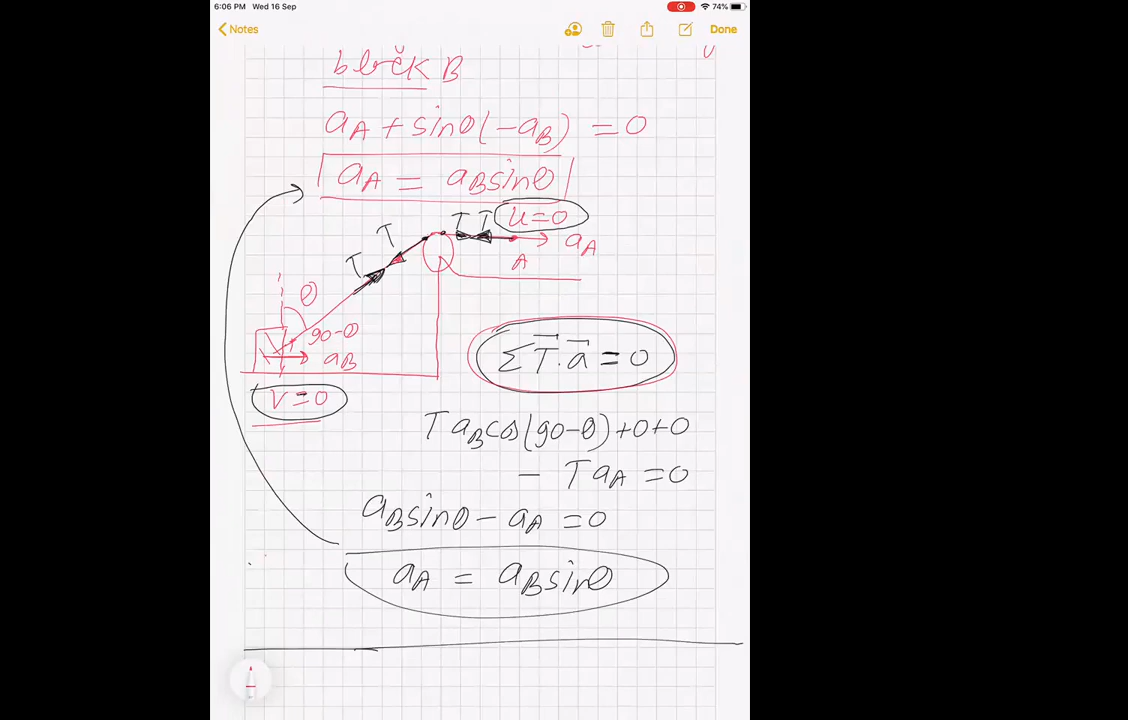 6:06 PM Wed 16 Sep
74%
Notes
Done
block B
aA + sinθ(-aB) = 0
aA = aBsinθ
T T u=0
T aA
T A
θ
90-θ
aB
ΣT⃗.a⃗ = 0
v=0
TaBcos(90-θ)+0+0
- TaA = 0
aBsinθ - aA = 0
aA = aBsinθ